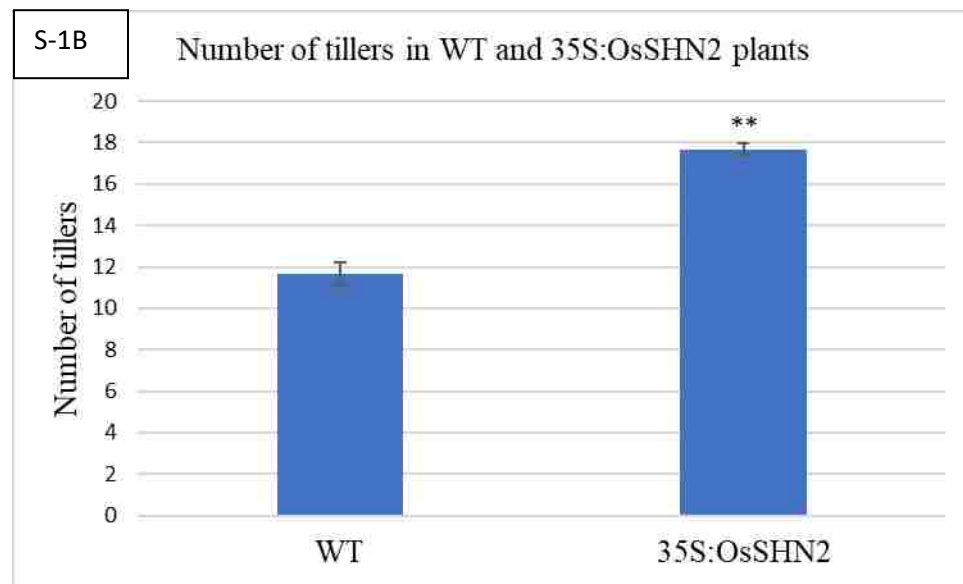 S-1B
Number of tillers in WT and 35S:OsSHN2 plants
20
18
16
14
12
10
8
6
4
2
0
Number of tillers
**
WT
35S:OsSHN2